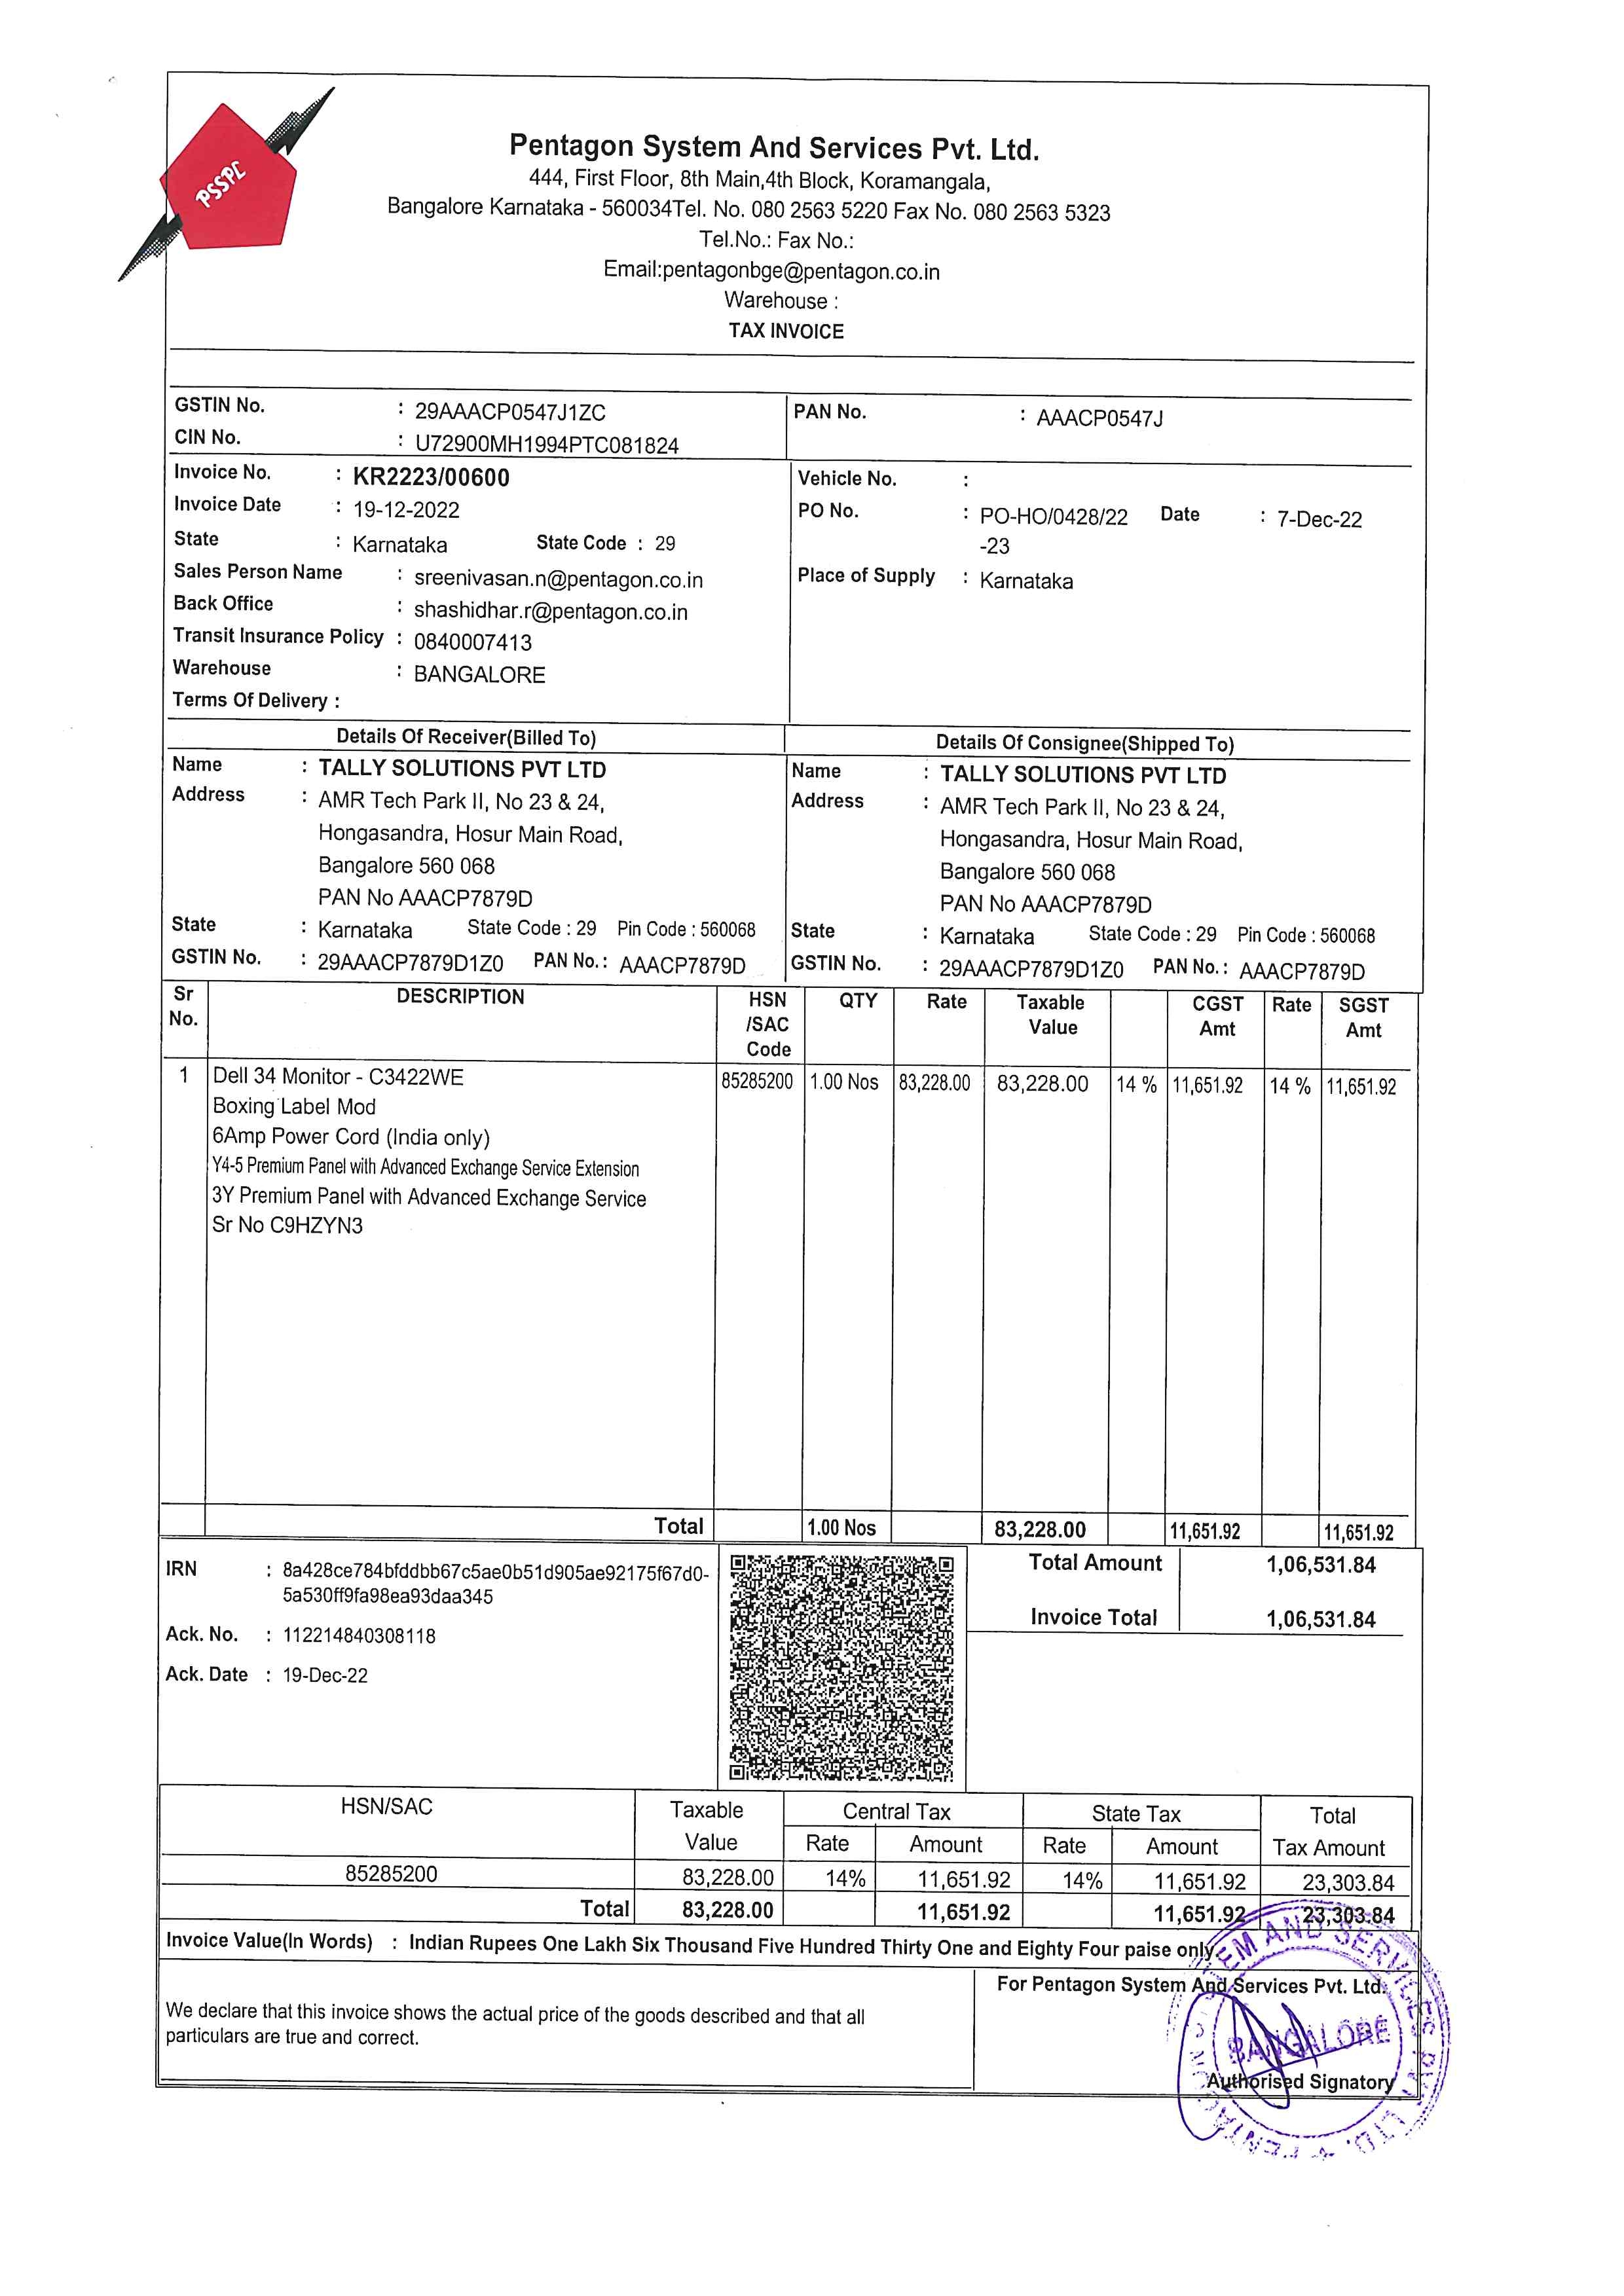 PSSPL
Pentagon System And Services Pvt. Ltd.
444, First Floor, 8th Main,4th Block, Koramangala,
Bangalore Karnataka - 560034Tel. No. 080 2563 5220 Fax No. 080 2563 5323
Tel.No.: Fax No.:
Email:pentagonbge@pentagon.co.in
Warehouse :
TAX INVOICE
GSTIN No. : 29AAACP0547J1ZC PAN No. : AAACP0547J
CIN No. : U72900MH1994PTC081824
Invoice No. : KR2223/00600
Invoice Date : 19-12-2022
State : Karnataka State Code : 29
Sales Person Name : sreenivasan.n@pentagon.co.in
Back Office : shashidhar.r@pentagon.co.in
Transit Insurance Policy : 0840007413
Warehouse : BANGALORE
Terms Of Delivery :
Vehicle No. :
PO No. : PO-HO/0428/22 Date : 7-Dec-22
-23
Place of Supply : Karnataka
Details Of Receiver(Billed To)
Name : TALLY SOLUTIONS PVT LTD
Address : AMR Tech Park II, No 23 & 24,
Hongasandra, Hosur Main Road,
Bangalore 560 068
PAN No AAACP7879D
State : Karnataka State Code : 29 Pin Code : 560068
GSTIN No. : 29AAACP7879D1Z0 PAN No. : AAACP7879D
Details Of Consignee(Shipped To)
Name : TALLY SOLUTIONS PVT LTD
Address : AMR Tech Park II, No 23 & 24,
Hongasandra, Hosur Main Road,
Bangalore 560 068
PAN No AAACP7879D
State : Karnataka State Code : 29 Pin Code : 560068
GSTIN No. : 29AAACP7879D1Z0 PAN No. : AAACP7879D
Sr No. DESCRIPTION HSN /SAC Code QTY Rate Taxable Value CGST Amt Rate SGST Amt
1 Dell 34 Monitor - C3422WE 85285200 1.00 Nos 83,228.00 83,228.00 14 % 11,651.92 14 % 11,651.92
Boxing Label Mod
6Amp Power Cord (India only)
Y4-5 Premium Panel with Advanced Exchange Service Extension
3Y Premium Panel with Advanced Exchange Service
Sr No C9HZYN3
Total 1.00 Nos 83,228.00 11,651.92 11,651.92
IRN : 8a428ce784bfddbb67c5ae0b51d905ae92175f67d0-
5a530ff9fa98ea93daa345
Ack. No. : 112214840308118
Ack. Date : 19-Dec-22
Total Amount 1,06,531.84
Invoice Total 1,06,531.84
HSN/SAC Taxable Value Central Tax State Tax Total Tax Amount
Rate Amount Rate Amount
85285200 83,228.00 14% 11,651.92 14% 11,651.92 23,303.84
Total 83,228.00 11,651.92 11,651.92 23,303.84
Invoice Value(In Words) : Indian Rupees One Lakh Six Thousand Five Hundred Thirty One and Eighty Four paise only.
We declare that this invoice shows the actual price of the goods described and that all
particulars are true and correct.
For Pentagon System And Services Pvt. Ltd.
BANGALORE
Authorised Signatory